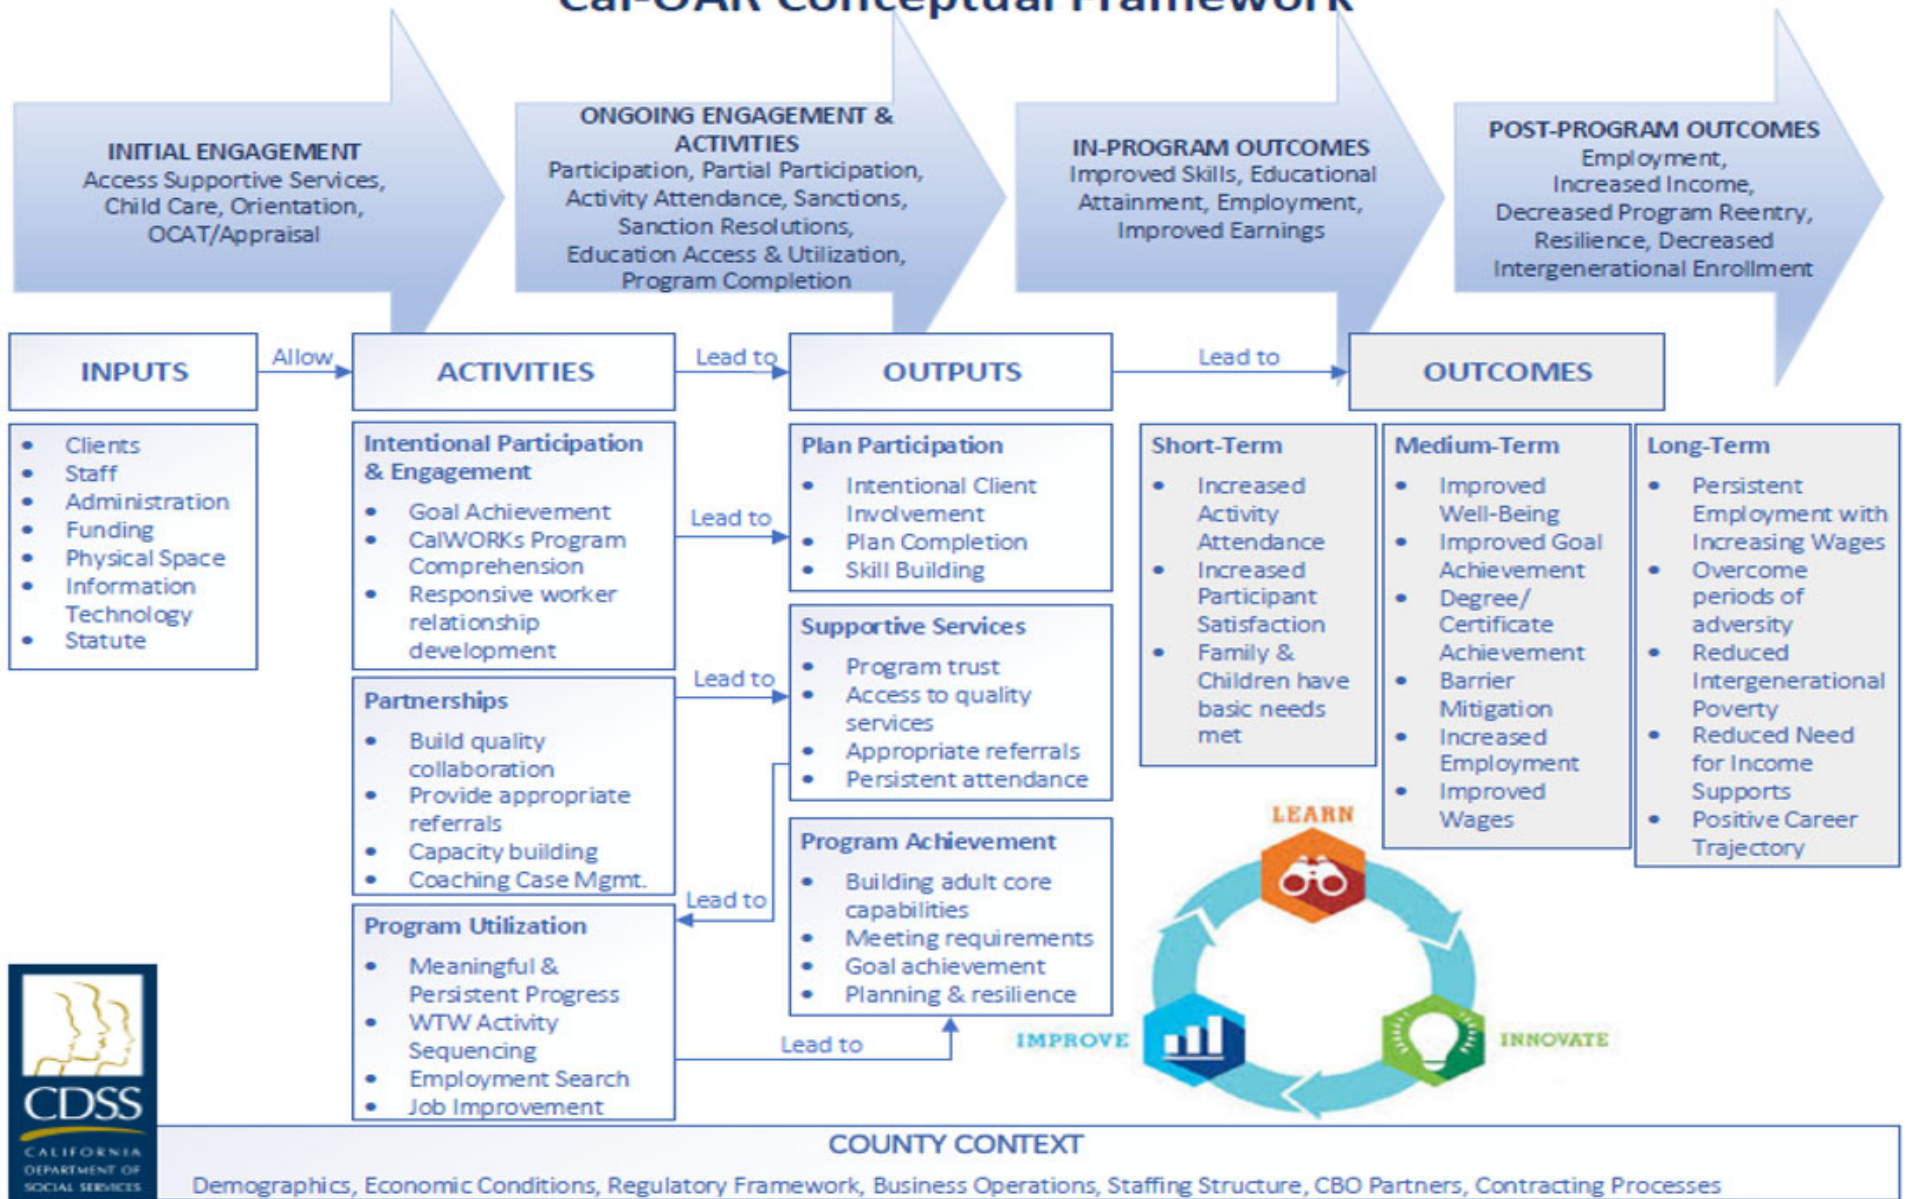 Cal-OAR Conceptual Framework
INITIAL ENGAGEMENT
Access Supportive Services,
Child Care, Orientation,
OCAT/Appraisal
ONGOING ENGAGEMENT &
ACTIVITIES
Participation, Partial Participation,
Activity Attendance, Sanctions,
Sanction Resolutions,
Education Access & Utilization,
Program Completion
IN-PROGRAM OUTCOMES
Improved Skills, Educational
Attainment, Employment,
Improved Earnings
POST-PROGRAM OUTCOMES
Employment,
Increased Income,
Decreased Program Reentry,
Resilience, Decreased
Intergenerational Enrollment
INPUTS
Allow
ACTIVITIES
Lead to
OUTPUTS
Lead to
OUTCOMES
• Clients
• Staff
• Administration
• Funding
• Physical Space
• Information
Technology
• Statute
Intentional Participation
& Engagement
• Goal Achievement
• CalWORKs Program
Comprehension
• Responsive worker
relationship
development
Lead to
Plan Participation
• Intentional Client
Involvement
• Plan Completion
• Skill Building
Partnerships
• Build quality
collaboration
• Provide appropriate
referrals
• Capacity building
• Coaching Case Mgmt.
Lead to
Supportive Services
• Program trust
• Access to quality
services
• Appropriate referrals
• Persistent attendance
Lead to
Program Utilization
• Meaningful &
Persistent Progress
• WTW Activity
Sequencing
• Employment Search
• Job Improvement
Lead to
Program Achievement
• Building adult core
capabilities
• Meeting requirements
• Goal achievement
• Planning & resilience
Short-Term
• Increased
Activity
Attendance
• Increased
Participant
Satisfaction
• Family &
Children have
basic needs
met
Medium-Term
• Improved
Well-Being
• Improved Goal
Achievement
• Degree/
Certificate
Achievement
• Barrier
Mitigation
• Increased
Employment
• Improved
Wages
Long-Term
• Persistent
Employment with
Increasing Wages
• Overcome
periods of
adversity
• Reduced
Intergenerational
Poverty
• Reduced Need
for Income
Supports
• Positive Career
Trajectory
LEARN
INNOVATE
IMPROVE
CDSS
CALIFORNIA
DEPARTMENT OF
SOCIAL SERVICES
COUNTY CONTEXT
Demographics, Economic Conditions, Regulatory Framework, Business Operations, Staffing Structure, CBO Partners, Contracting Processes